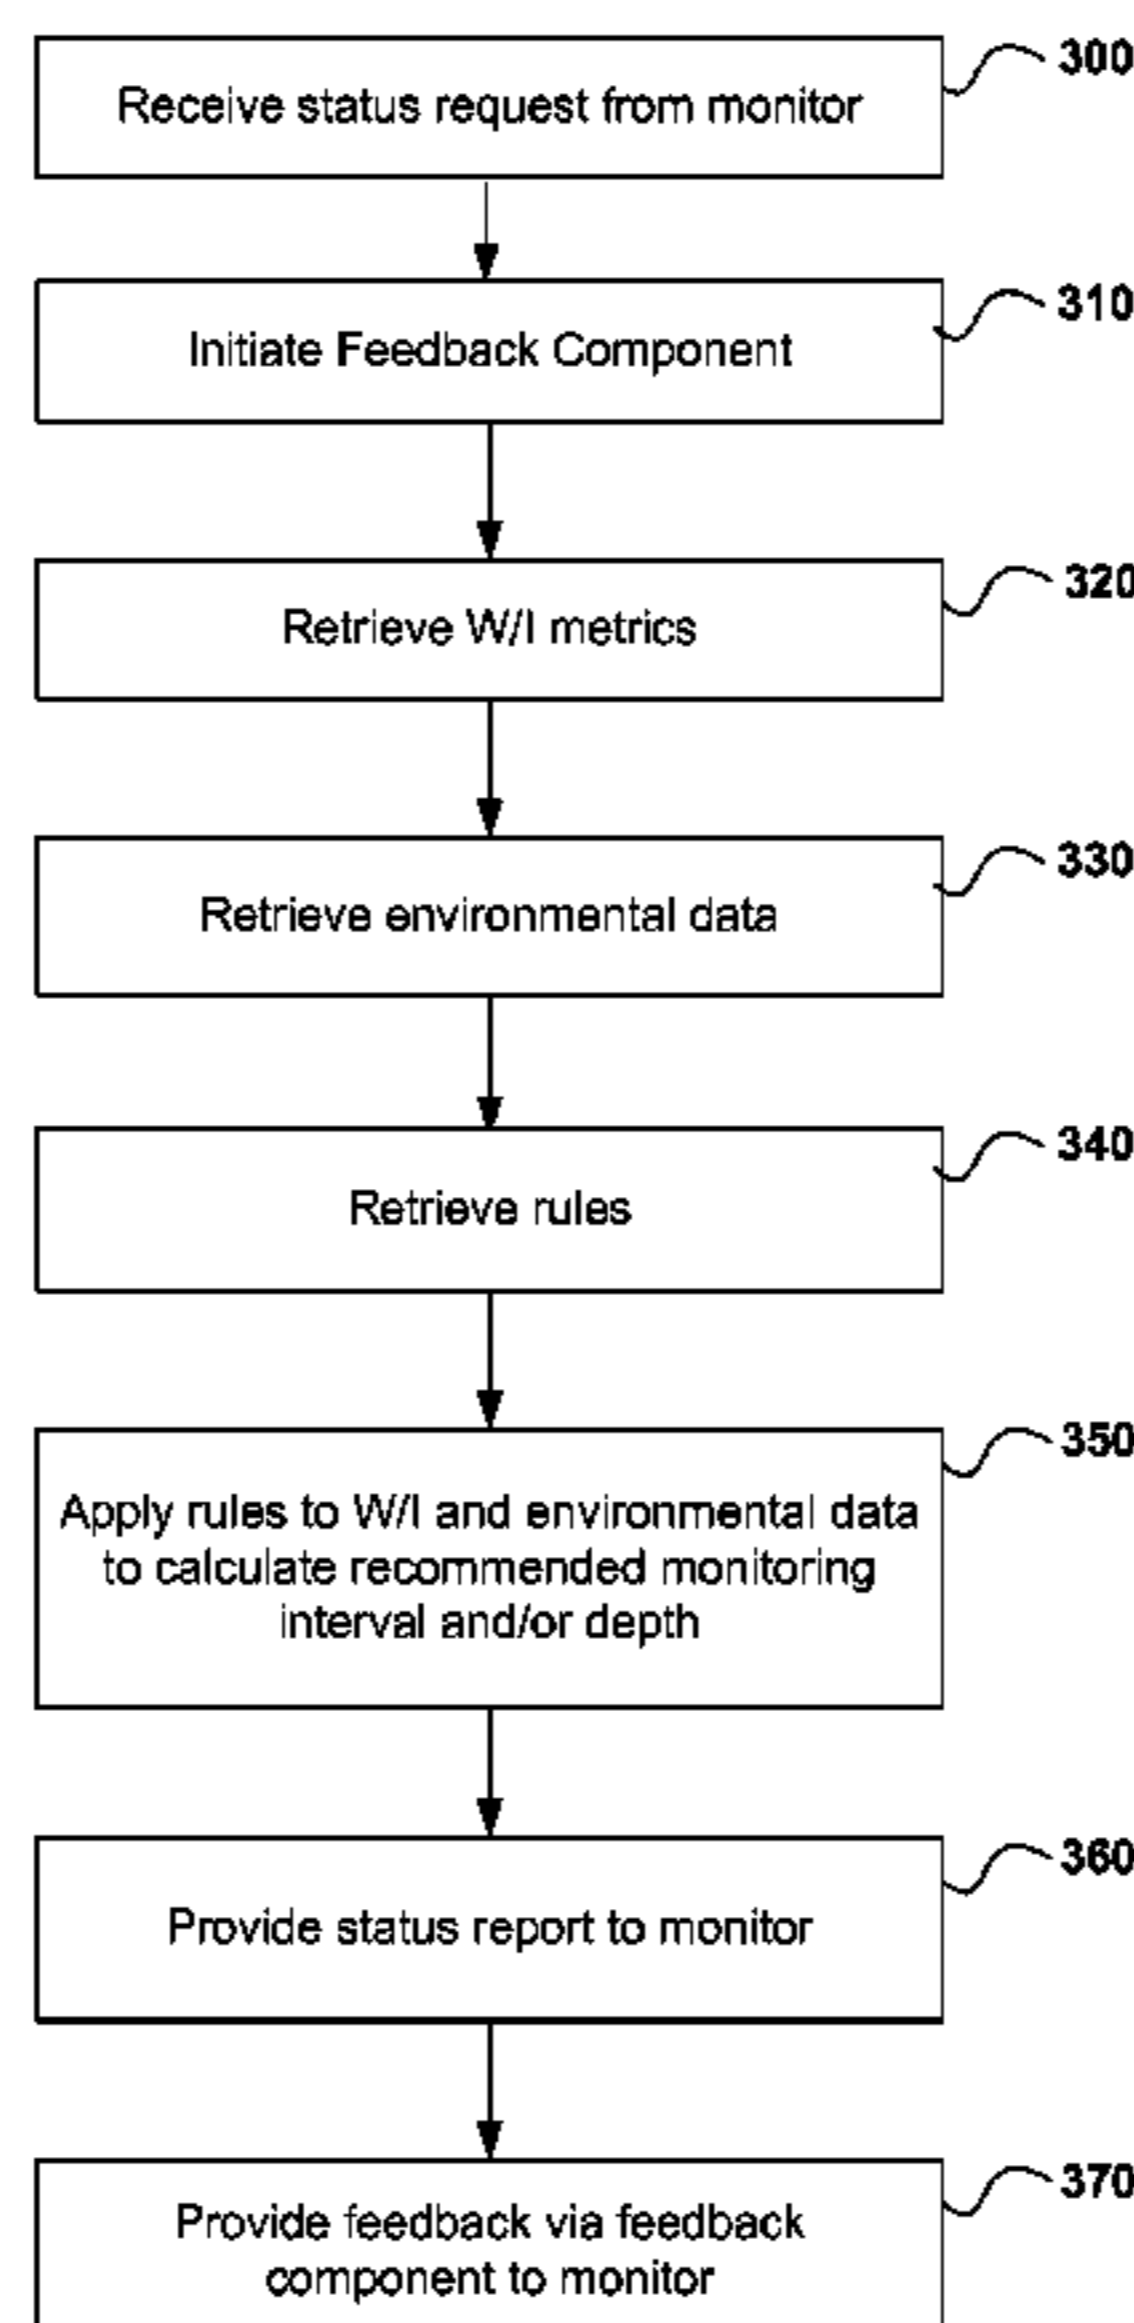 Receive status request from monitor
300
Initiate Feedback Component
310
Retrieve W/I metrics
320
Retrieve environmental data
330
Retrieve rules
340
Apply rules to W/I and environmental data
to calculate recommended monitoring
interval and/or depth
350
Provide status report to monitor
360
Provide feedback via feedback
component to monitor
370